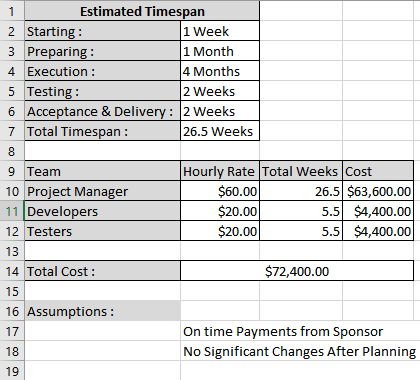 1 Estimated Timespan
2 Starting : 1 Week
3 Preparing : 1 Month
4 Execution : 4 Months
5 Testing : 2 Weeks
6 Acceptance & Delivery : 2 Weeks
7 Total Timespan : 26.5 Weeks
8
9 Team Hourly Rate Total Weeks Cost
10 Project Manager $60.00 26.5 $63,600.00
11 Developers $20.00 5.5 $4,400.00
12 Testers $20.00 5.5 $4,400.00
13
14 Total Cost : $72,400.00
15
16 Assumptions :
17 On time Payments from Sponsor
18 No Significant Changes After Planning
19